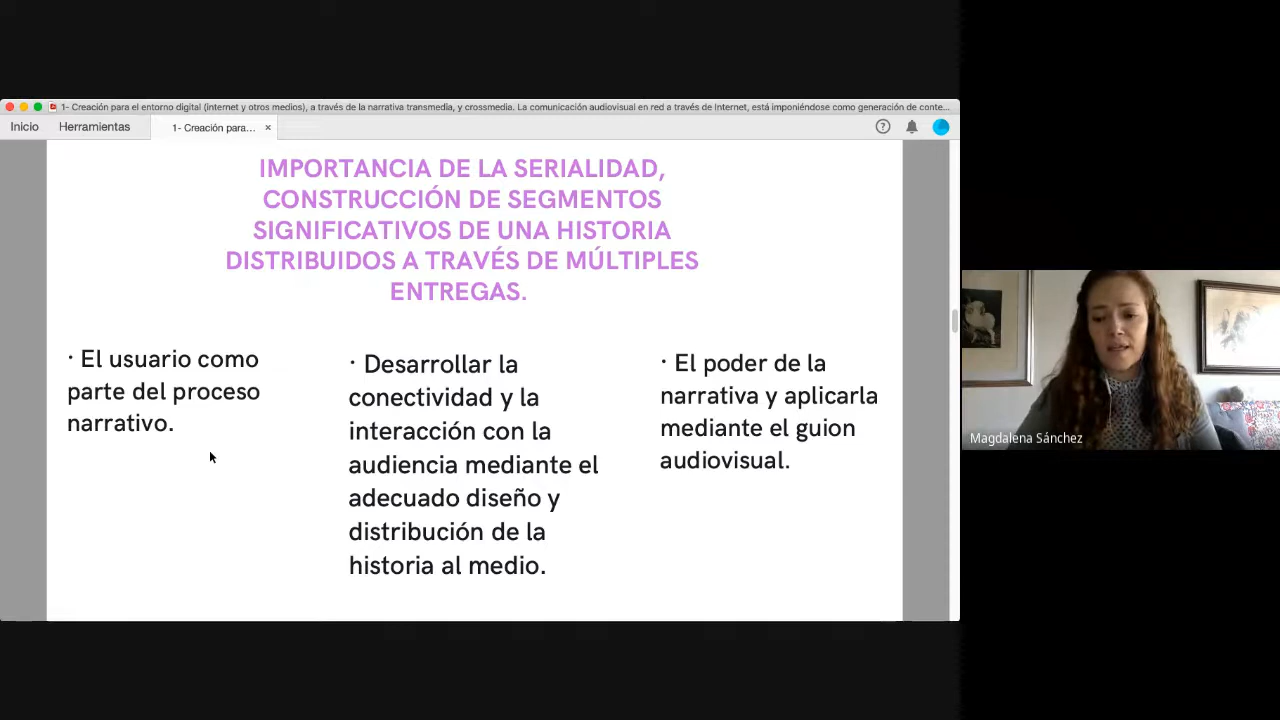 1- Creación para el entorno digital (internet y otros medios), a través de la narrativa transmedia, y crossmedia. La comunicación audiovisual en red a través de Internet, está imponiéndose como generación de conte...
Inicio
Herramientas
1- Creación para...
IMPORTANCIA DE LA SERIALIDAD,
CONSTRUCCIÓN DE SEGMENTOS
SIGNIFICATIVOS DE UNA HISTORIA
DISTRIBUIDOS A TRAVÉS DE MÚLTIPLES
ENTREGAS.
· El usuario como
parte del proceso
narrativo.
· Desarrollar la
conectividad y la
interacción con la
audiencia mediante el
adecuado diseño y
distribución de la
historia al medio.
· El poder de la
narrativa y aplicarla
mediante el guion
audiovisual.
Magdalena Sánchez